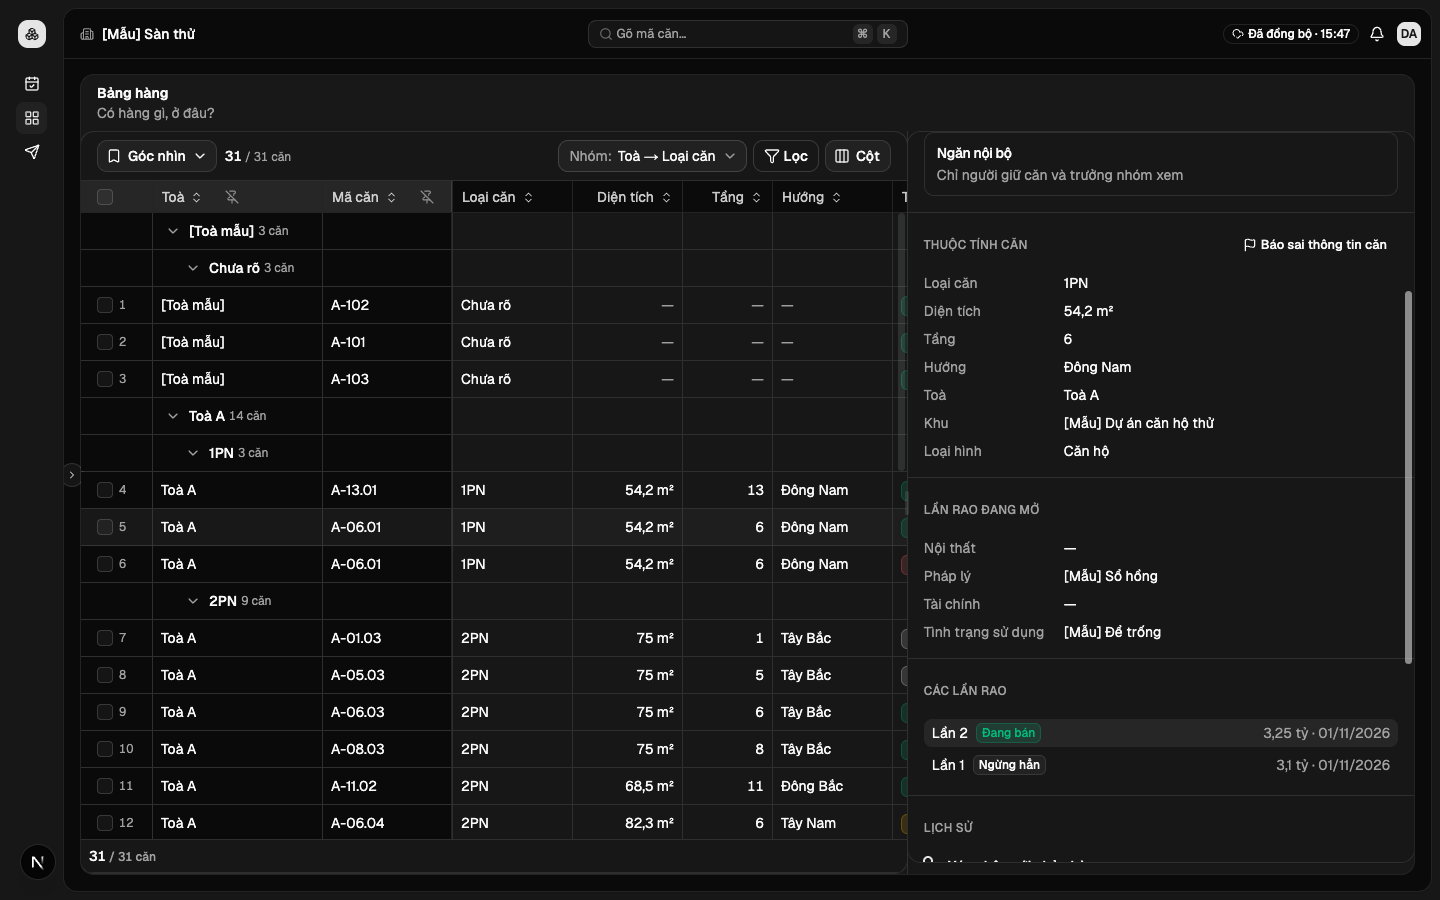 [Mẫu] Sàn thử
Gõ mã căn...
⌘ K
Đã đồng bộ · 15:47
DA
Bảng hàng
Có hàng gì, ở đâu?
Góc nhìn
31 / 31 căn
Nhóm: Toà → Loại căn
Lọc
Cột
Toà Mã căn Loại căn Diện tích Tầng Hướng
[Toà mẫu] 3 căn
Chưa rõ 3 căn
1 [Toà mẫu] A-102 Chưa rõ — — —
2 [Toà mẫu] A-101 Chưa rõ — — —
3 [Toà mẫu] A-103 Chưa rõ — — —
Toà A 14 căn
1PN 3 căn
4 Toà A A-13.01 1PN 54,2 m² 13 Đông Nam
5 Toà A A-06.01 1PN 54,2 m² 6 Đông Nam
6 Toà A A-06.01 1PN 54,2 m² 6 Đông Nam
2PN 9 căn
7 Toà A A-01.03 2PN 75 m² 1 Tây Bắc
8 Toà A A-05.03 2PN 75 m² 5 Tây Bắc
9 Toà A A-06.03 2PN 75 m² 6 Tây Bắc
10 Toà A A-08.03 2PN 75 m² 8 Tây Bắc
11 Toà A A-11.02 2PN 68,5 m² 11 Đông Bắc
12 Toà A A-06.04 2PN 82,3 m² 6 Tây Nam
31 / 31 căn
Ngăn nội bộ
Chỉ người giữ căn và trưởng nhóm xem
THUỘC TÍNH CĂN
Báo sai thông tin căn
Loại căn 1PN
Diện tích 54,2 m²
Tầng 6
Hướng Đông Nam
Toà Toà A
Khu [Mẫu] Dự án căn hộ thử
Loại hình Căn hộ
LẦN RAO ĐANG MỞ
Nội thất —
Pháp lý [Mẫu] Sổ hồng
Tài chính —
Tình trạng sử dụng [Mẫu] Để trống
CÁC LẦN RAO
Lần 2 Đang bán 3,25 tỷ · 01/11/2026
Lần 1 Ngừng hẳn 3,1 tỷ · 01/11/2026
LỊCH SỬ
N